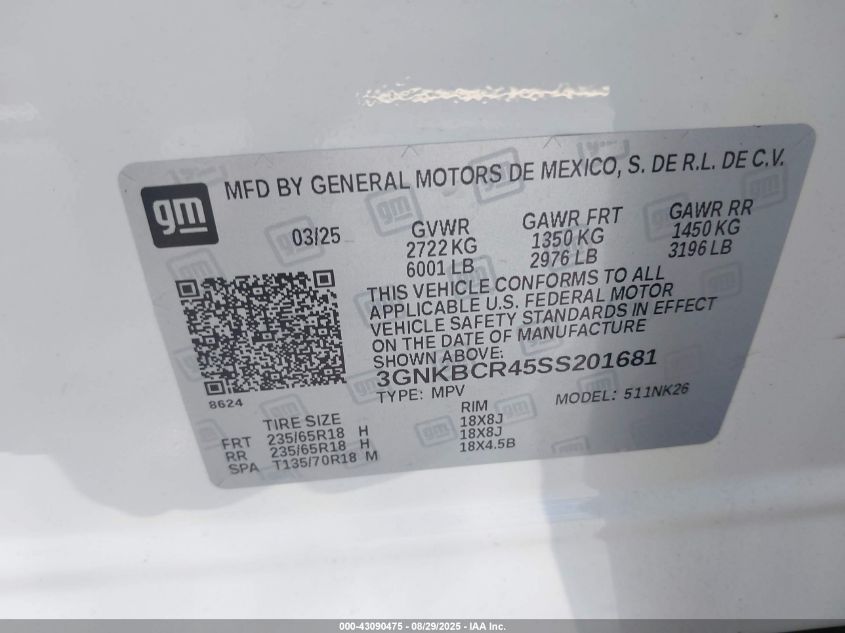 gm
MFD BY GENERAL MOTORS DE MEXICO, S. DE R.L. DE C.V.
03/25
GVWR
2722 KG
6001 LB
GAWR FRT
1350 KG
2976 LB
GAWR RR
1450 KG
3196 LB
THIS VEHICLE CONFORMS TO ALL
APPLICABLE U.S. FEDERAL MOTOR
VEHICLE SAFETY STANDARDS IN EFFECT
ON THE DATE OF MANUFACTURE
SHOWN ABOVE:
3GNKBCR45SS201681
TYPE: MPV
MODEL: 511NK26
8624
TIRE SIZE
RIM
FRT 235/65R18 H 18X8J
RR 235/65R18 H 18X8J
SPA T135/70R18 M 18X4.5B
000-43090475 - 08/29/2025 - IAA Inc.